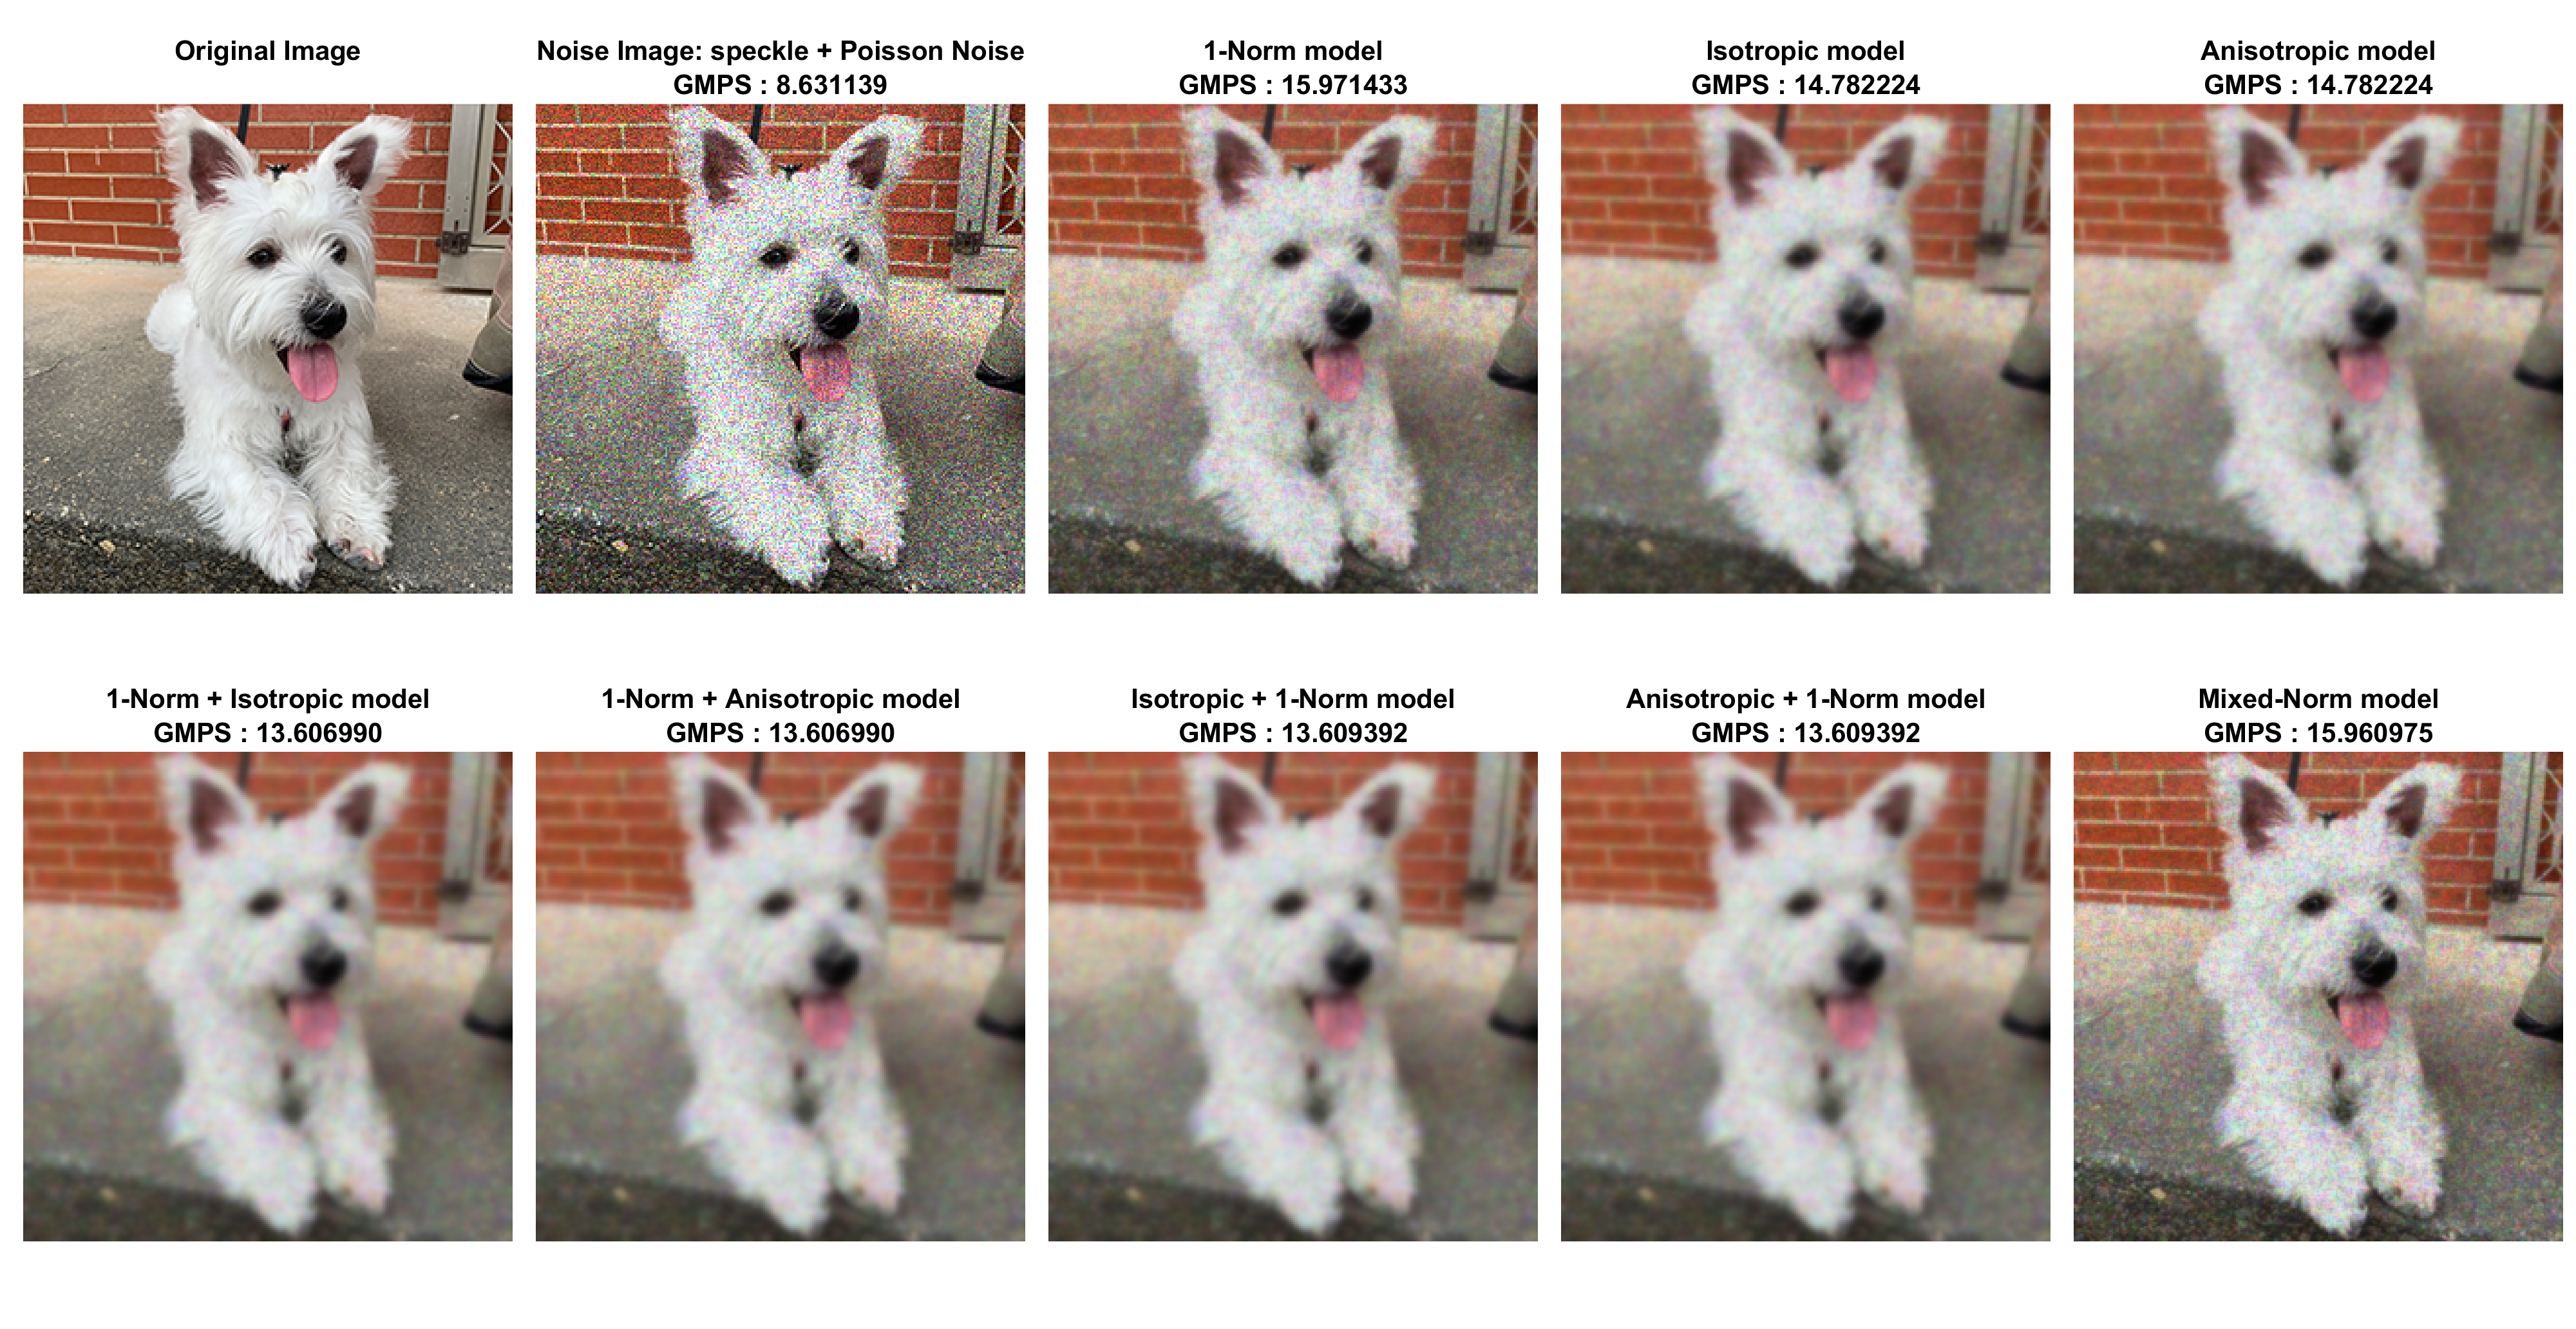 Original Image
Noise Image: speckle + Poisson Noise
GMPS : 8.631139
1-Norm model
GMPS : 15.971433
Isotropic model
GMPS : 14.782224
Anisotropic model
GMPS : 14.782224
1-Norm + Isotropic model
GMPS : 13.606990
1-Norm + Anisotropic model
GMPS : 13.606990
Isotropic + 1-Norm model
GMPS : 13.609392
Anisotropic + 1-Norm model
GMPS : 13.609392
Mixed-Norm model
GMPS : 15.960975